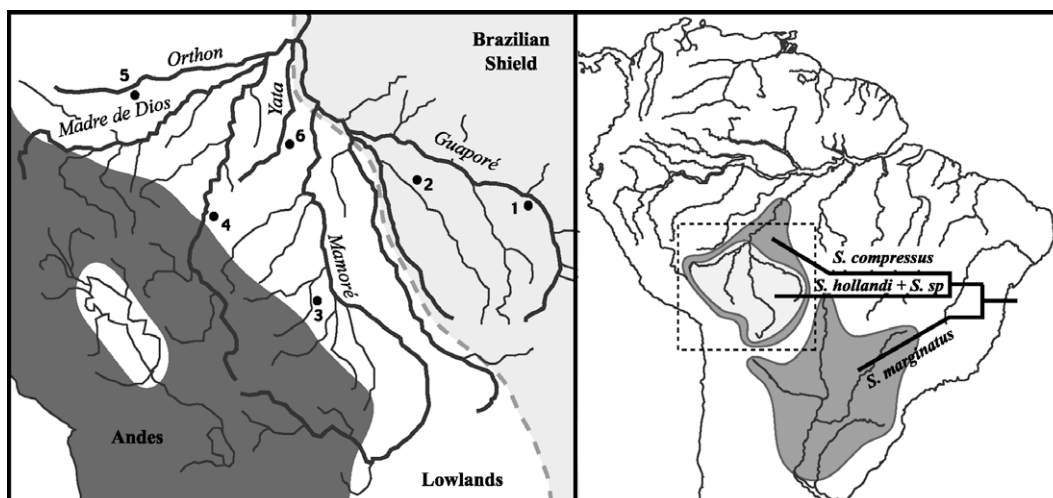 Brazilian
Shield
Orthon
5
Madre de Dios
Yata
6
Guaporé
2
1
4
Mamoré
3
Andes
Lowlands
S. compressus
S. hollandi + S. sp
S. marginatus